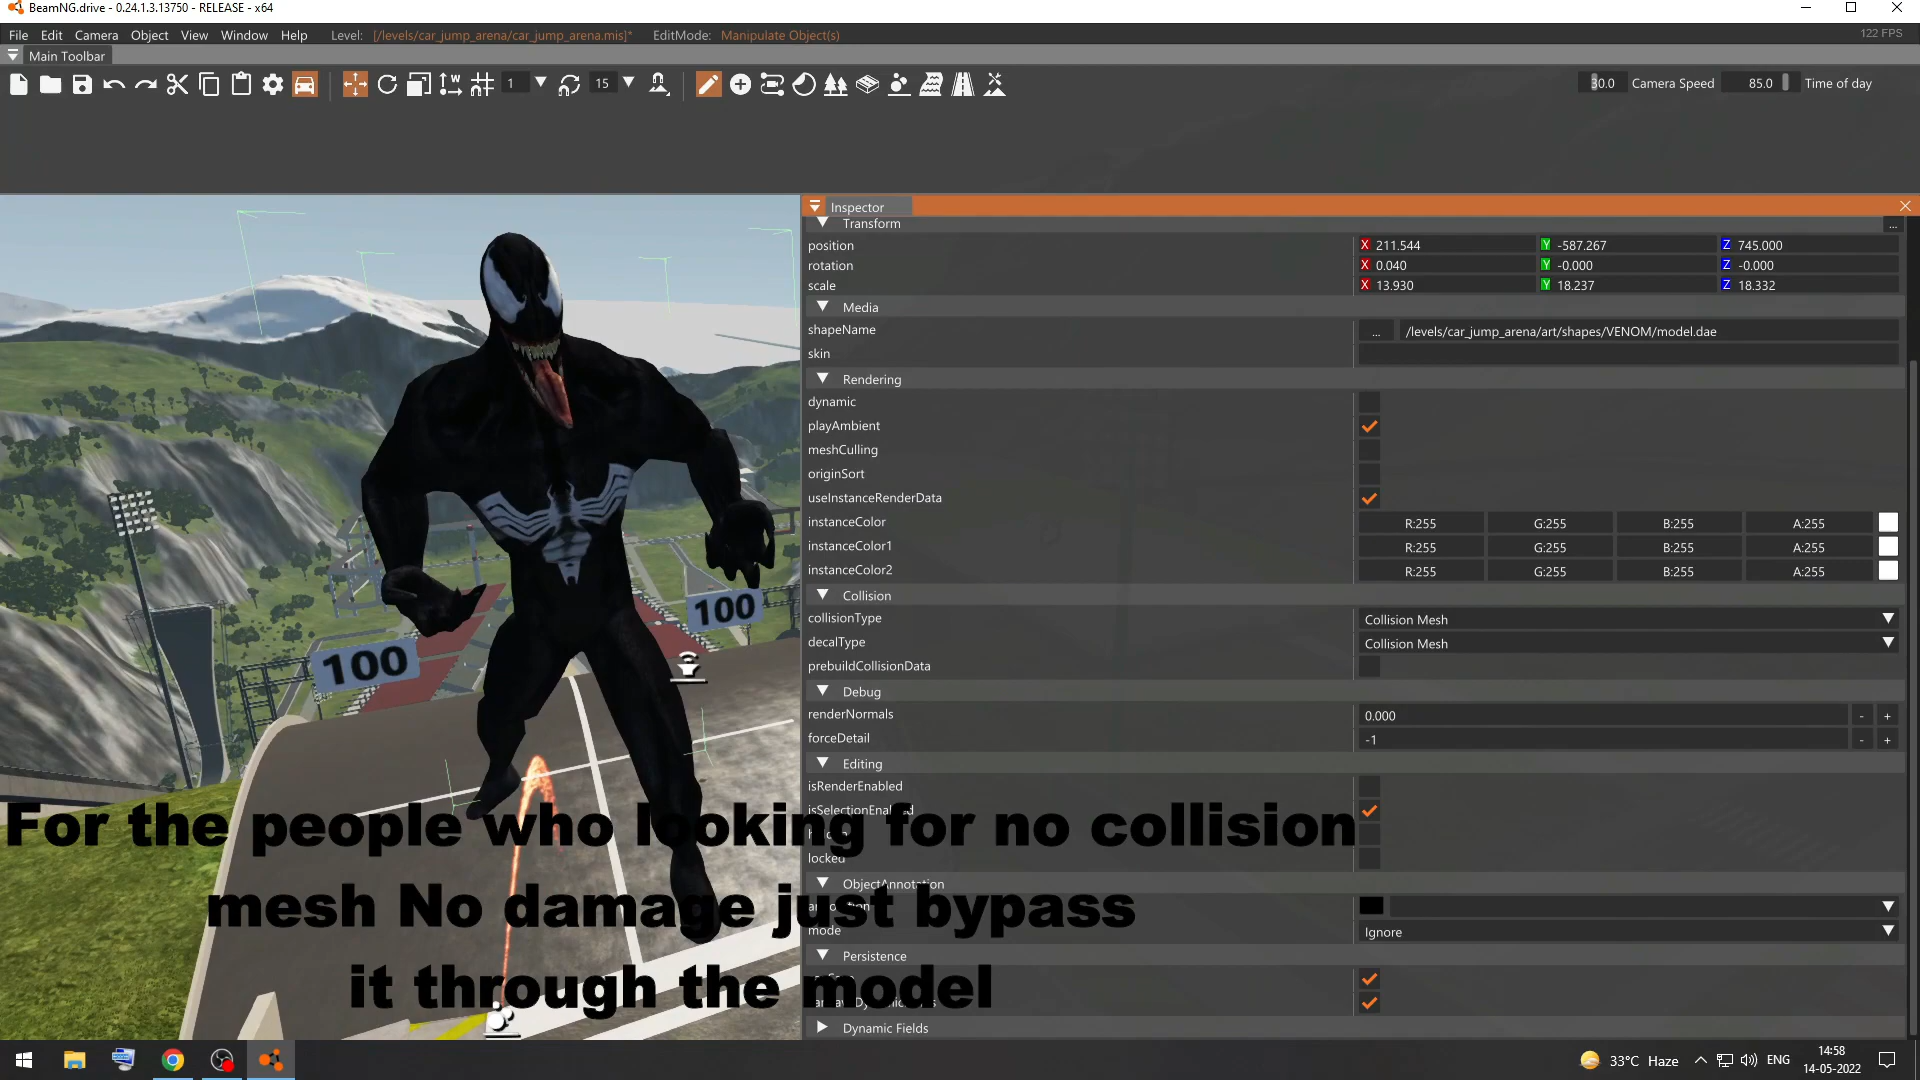 BeamNG.drive - 0.24.1.3.13750 - RELEASE - x64
File Edit Camera Object View Window Help Level: [/levels/car_jump_arena/car_jump_arena.mis]* EditMode: Manipulate Object(s) 122 FPS
Main Toolbar
1 15 30.0 Camera Speed 85.0 Time of day
Inspector
Transform ...
position X 211.544 Y -587.267 Z 745.000
rotation X 0.040 Y -0.000 Z -0.000
scale X 13.930 Y 18.237 Z 18.332
Media
shapeName ... /levels/car_jump_arena/art/shapes/VENOM/model.dae
skin
Rendering
dynamic
playAmbient
meshCulling
originSort
useInstanceRenderData
instanceColor R:255 G:255 B:255 A:255
instanceColor1 R:255 G:255 B:255 A:255
instanceColor2 R:255 G:255 B:255 A:255
Collision
collisionType Collision Mesh
decalType Collision Mesh
prebuildCollisionData
Debug
renderNormals 0.000 - +
forceDetail -1 - +
Editing
isRenderEnabled
isSelectionEnabled
locked
ObjectAnnotation
mode Ignore
Persistence
Dynamic Fields
100
100
For the people who looking for no collision
mesh No damage just bypass
it through the model
33°C Haze ENG 14:58
14-05-2022